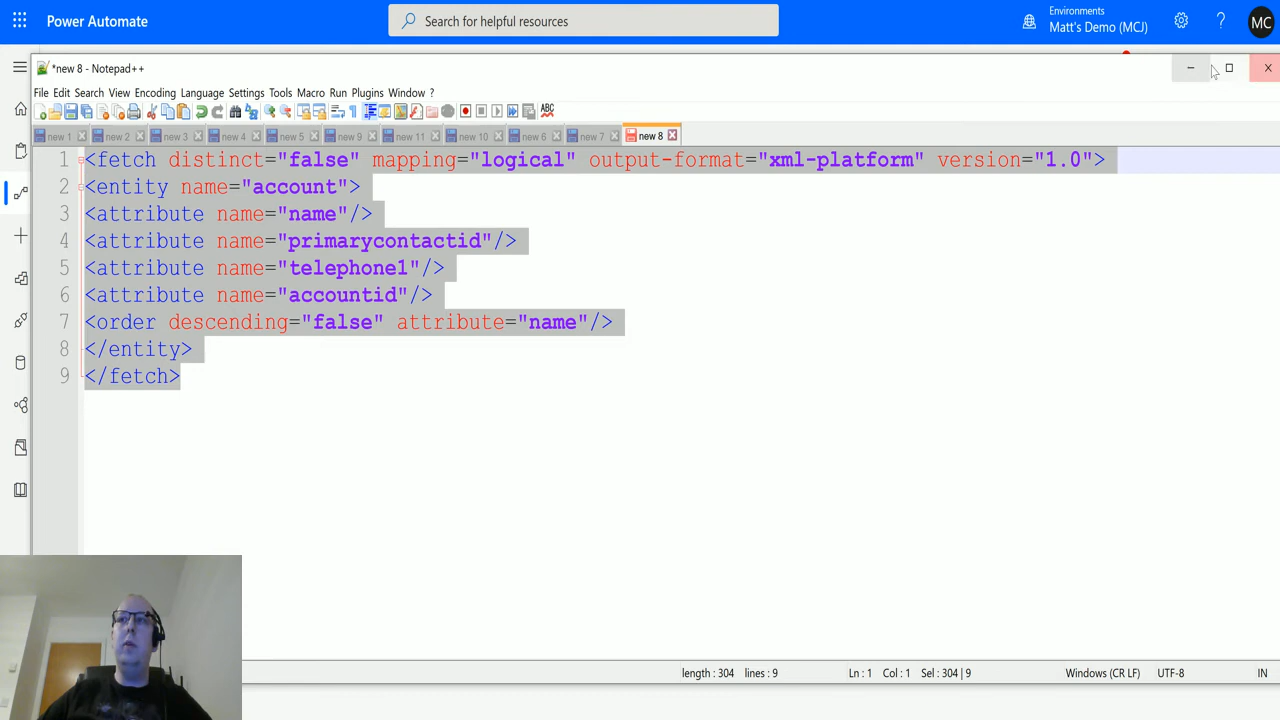 Power Automate
Search for helpful resources
Environments
Matt's Demo (MCJ)
?
MC
*new 8 - Notepad++
File Edit Search View Encoding Language Settings Tools Macro Run Plugins Window ?
ABC
new 1 new 2 new 3 new 4 new 5 new 9 new 11 new 10 new 6 new 7 new 8
1 <fetch distinct="false" mapping="logical" output-format="xml-platform" version="1.0">
2 <entity name="account">
3 <attribute name="name"/>
4 <attribute name="primarycontactid"/>
5 <attribute name="telephone1"/>
6 <attribute name="accountid"/>
7 <order descending="false" attribute="name"/>
8 </entity>
9 </fetch>
length : 304 lines : 9 Ln : 1 Col : 1 Sel : 304 | 9 Windows (CR LF) UTF-8 IN